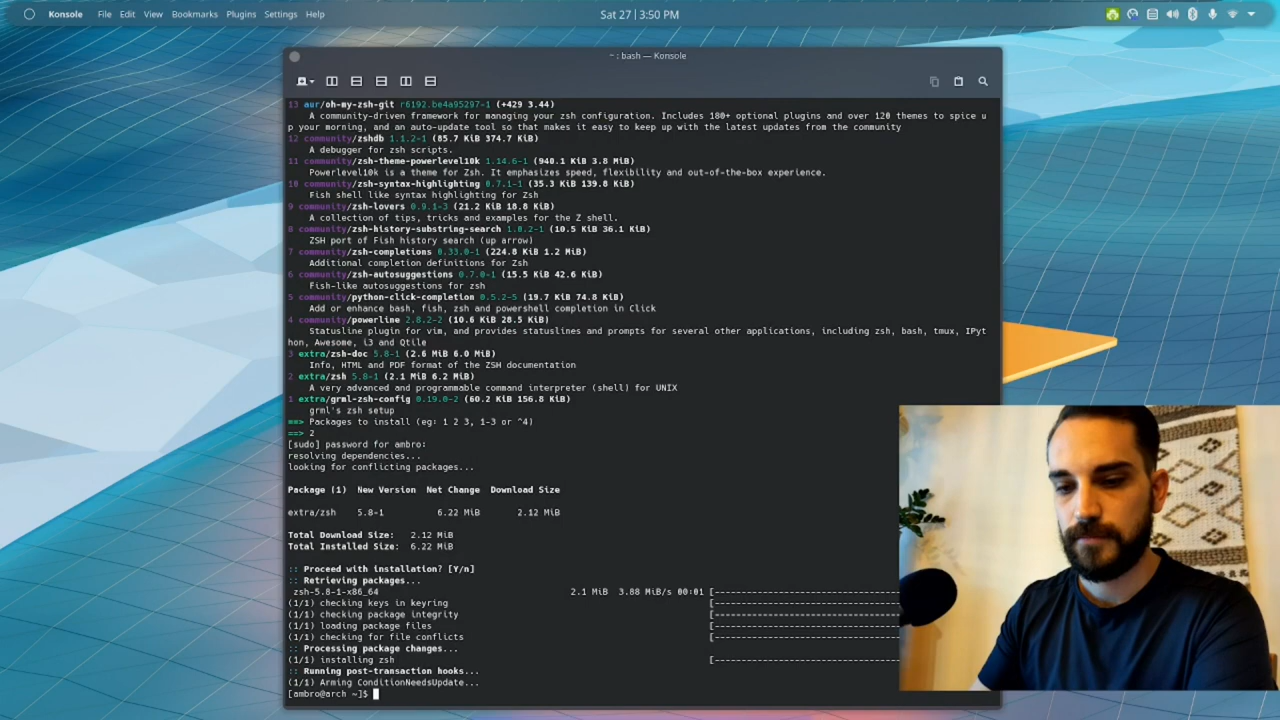 Konsole File Edit View Bookmarks Plugins Settings Help
Sat 27 | 3:50 PM
~ : bash — Konsole
13 aur/oh-my-zsh-git r6192.be4a95297-1 (+429 3.44)
A community-driven framework for managing your zsh configuration. Includes 180+ optional plugins and over 120 themes to spice u
p your morning, and an auto-update tool so that makes it easy to keep up with the latest updates from the community
12 community/zshdb 1.1.2-1 (85.7 KiB 374.7 KiB)
A debugger for zsh scripts.
11 community/zsh-theme-powerlevel10k 1.14.6-1 (940.1 KiB 3.8 MiB)
Powerlevel10k is a theme for Zsh. It emphasizes speed, flexibility and out-of-the-box experience.
10 community/zsh-syntax-highlighting 0.7.1-1 (35.3 KiB 139.8 KiB)
Fish shell like syntax highlighting for Zsh
9 community/zsh-lovers 0.9.1-3 (21.2 KiB 18.8 KiB)
A collection of tips, tricks and examples for the Z shell.
8 community/zsh-history-substring-search 1.0.2-1 (10.5 KiB 36.1 KiB)
ZSH port of Fish history search (up arrow)
7 community/zsh-completions 0.33.0-1 (224.8 KiB 1.2 MiB)
Additional completion definitions for Zsh
6 community/zsh-autosuggestions 0.7.0-1 (15.5 KiB 42.6 KiB)
Fish-like autosuggestions for zsh
5 community/python-click-completion 0.5.2-5 (19.7 KiB 74.8 KiB)
Add or enhance bash, fish, zsh and powershell completion in Click
4 community/powerline 2.8.2-2 (10.6 KiB 28.5 KiB)
Statusline plugin for vim, and provides statuslines and prompts for several other applications, including zsh, bash, tmux, IPyt
hon, Awesome, i3 and Qtile
3 extra/zsh-doc 5.8-1 (2.6 MiB 6.0 MiB)
Info, HTML and PDF format of the ZSH documentation
2 extra/zsh 5.8-1 (2.1 MiB 6.2 MiB)
A very advanced and programmable command interpreter (shell) for UNIX
1 extra/grml-zsh-config 0.19.0-2 (60.2 KiB 156.8 KiB)
grml's zsh setup
==> Packages to install (eg: 1 2 3, 1-3 or ^4)
==> 2
[sudo] password for ambro:
resolving dependencies...
looking for conflicting packages...
Package (1) New Version Net Change Download Size
extra/zsh 5.8-1 6.22 MiB 2.12 MiB
Total Download Size: 2.12 MiB
Total Installed Size: 6.22 MiB
:: Proceed with installation? [Y/n]
:: Retrieving packages...
zsh-5.8-1-x86_64 2.1 MiB 3.88 MiB/s 00:01 [--------------------
(1/1) checking keys in keyring [--------------------
(1/1) checking package integrity [--------------------
(1/1) loading package files [--------------------
(1/1) checking for file conflicts [--------------------
:: Processing package changes...
(1/1) installing zsh [--------------------
:: Running post-transaction hooks...
(1/1) Arming ConditionNeedsUpdate...
[ambro@arch ~]$